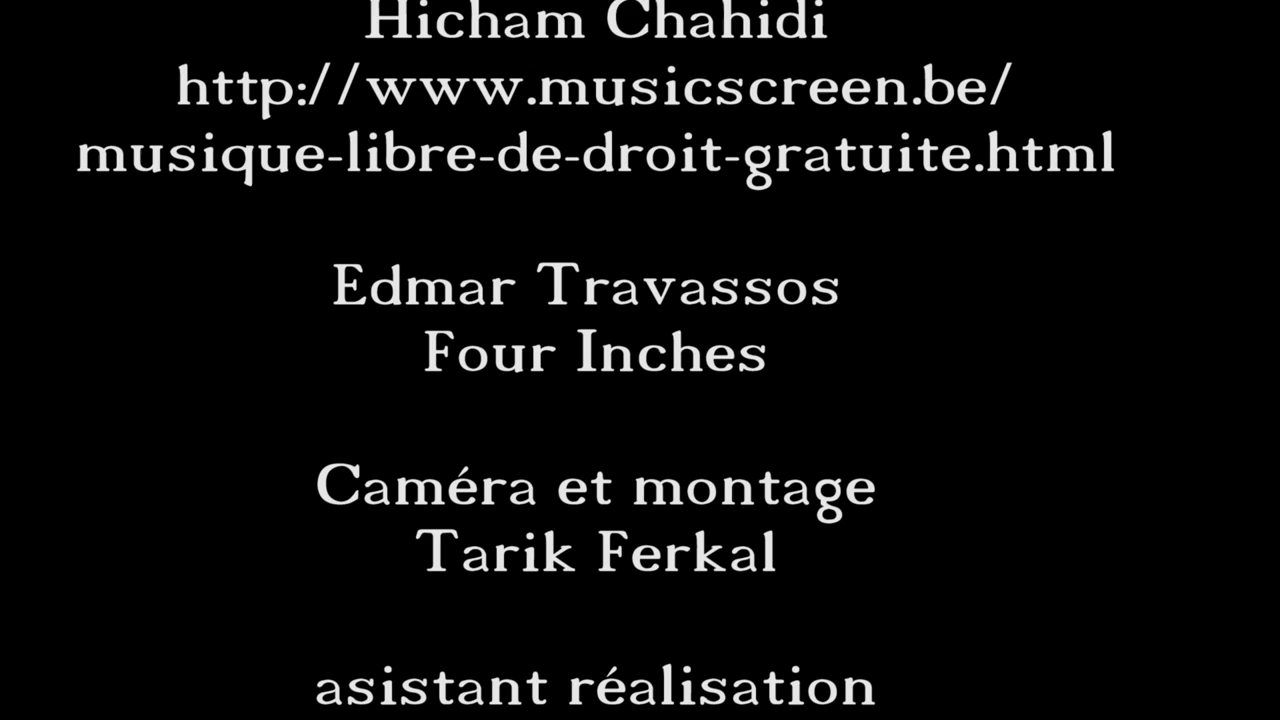 Hicham Chahidi
http://www.musicscreen.be/
musique-libre-de-droit-gratuite.html
Edmar Travassos
Four Inches
Caméra et montage
Tarik Ferkal
asistant réalisation